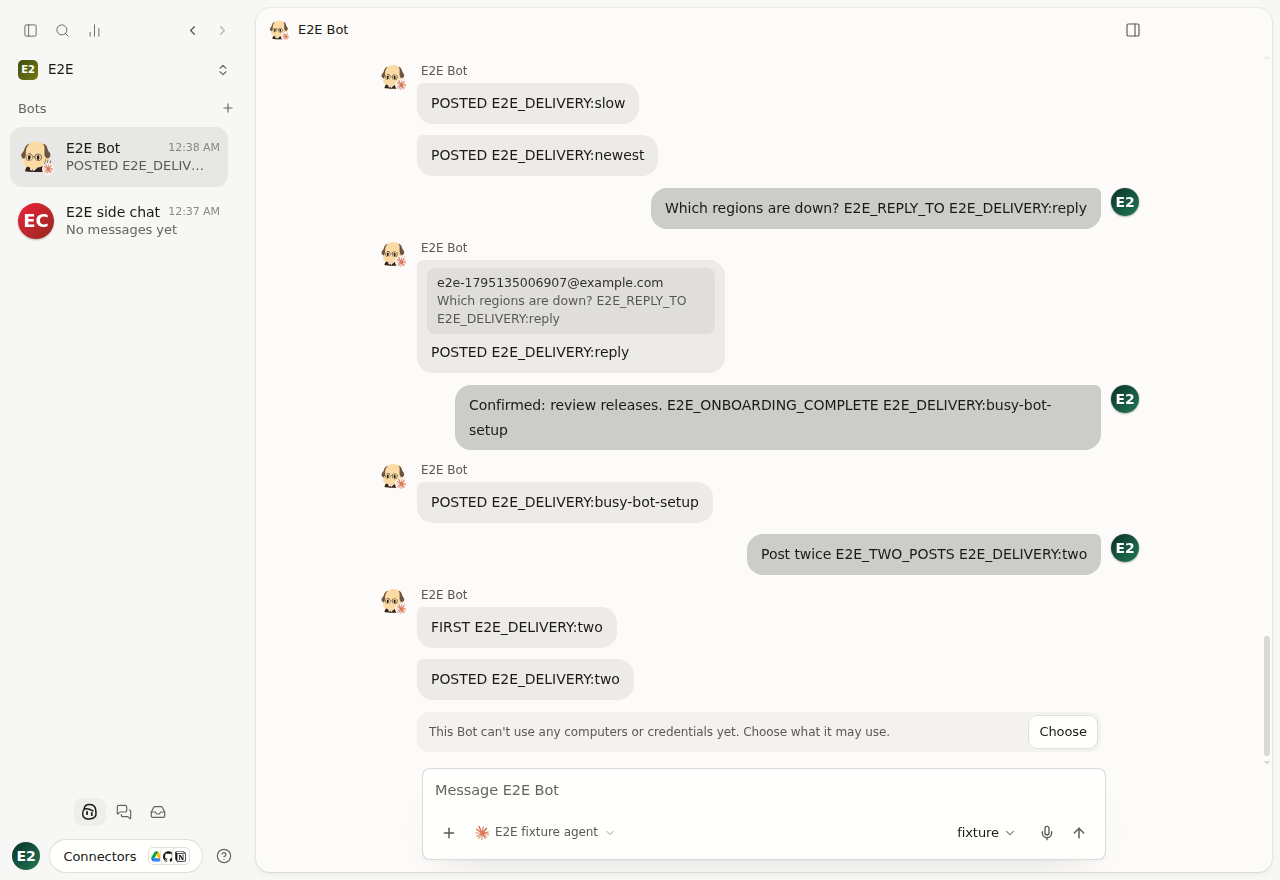 E2 E2E
Bots
E2E Bot 12:38 AM
POSTED E2E_DELIV…
EC E2E side chat 12:37 AM
No messages yet
E2 Connectors
E2E Bot
E2E Bot
POSTED E2E_DELIVERY:slow
POSTED E2E_DELIVERY:newest
Which regions are down? E2E_REPLY_TO E2E_DELIVERY:reply E2
E2E Bot
e2e-1795135006907@example.com
Which regions are down? E2E_REPLY_TO
E2E_DELIVERY:reply
POSTED E2E_DELIVERY:reply
Confirmed: review releases. E2E_ONBOARDING_COMPLETE E2E_DELIVERY:busy-bot- E2
setup
E2E Bot
POSTED E2E_DELIVERY:busy-bot-setup
Post twice E2E_TWO_POSTS E2E_DELIVERY:two E2
E2E Bot
FIRST E2E_DELIVERY:two
POSTED E2E_DELIVERY:two
This Bot can't use any computers or credentials yet. Choose what it may use. Choose
Message E2E Bot
E2E fixture agent fixture